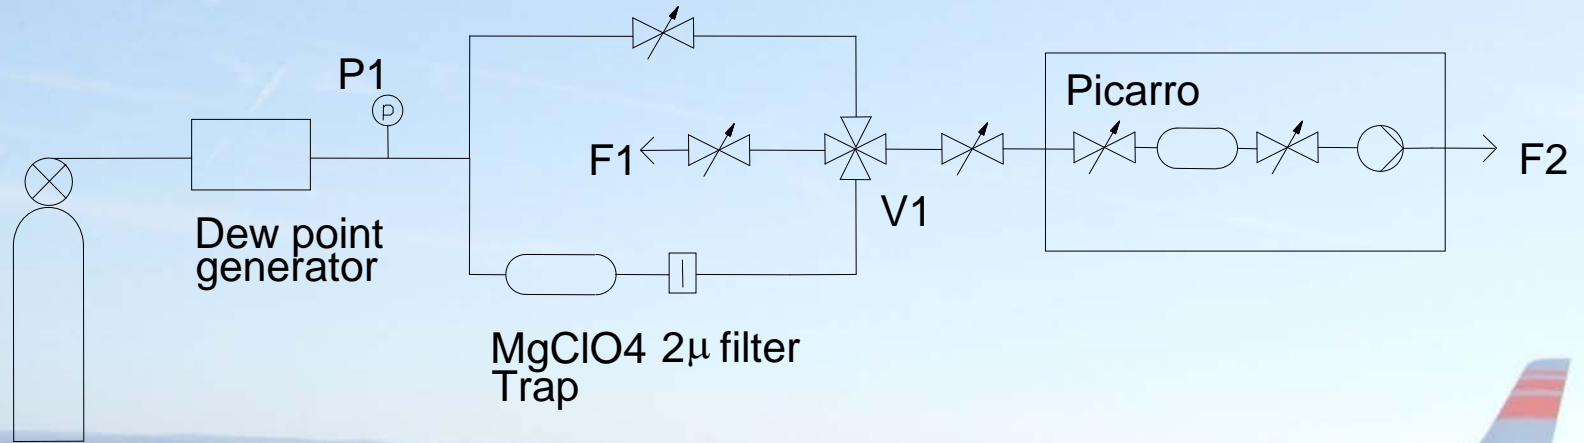 P1
Picarro
F1
F2
V1
Dew point
generator
MgClO4 2μ filter
Trap
p